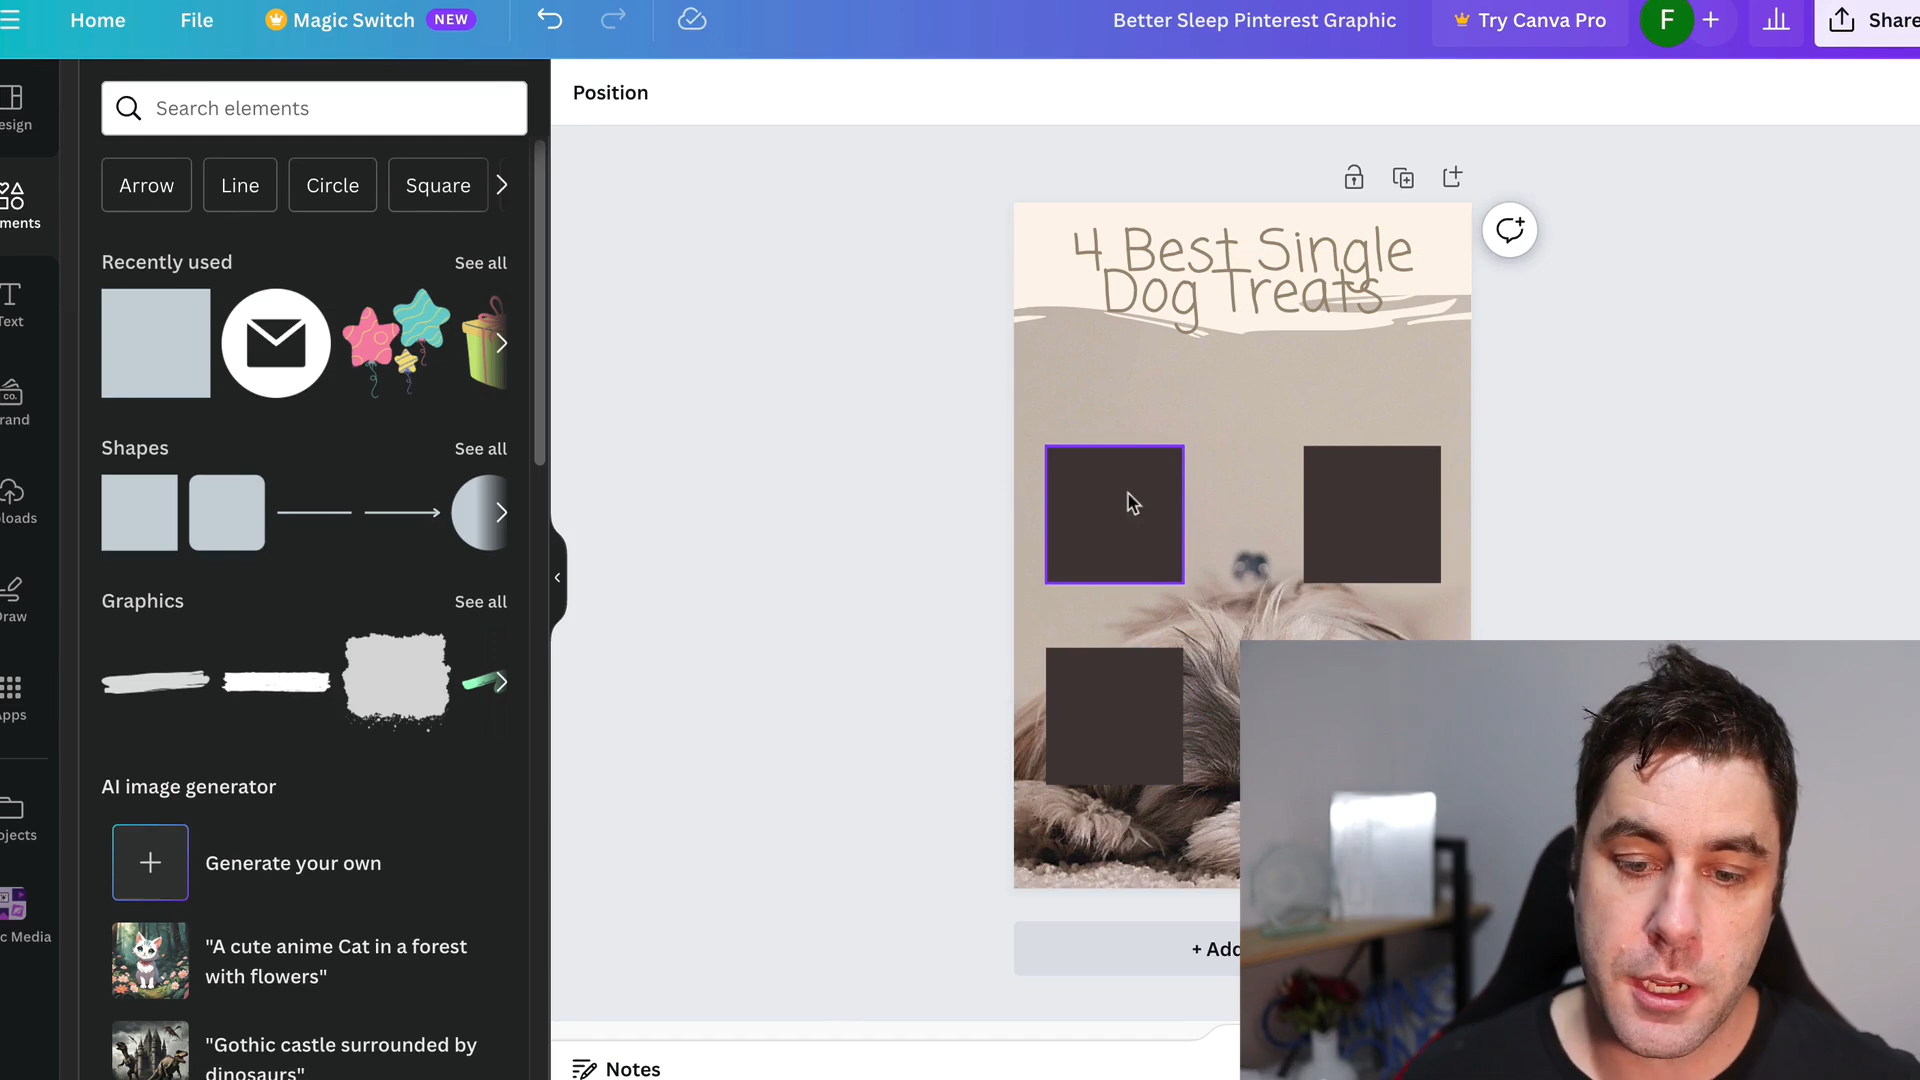 Home
File
Magic Switch
NEW
Better Sleep Pinterest Graphic
Try Canva Pro
F
Share
esign
ments
Text
rand
loads
Draw
Apps
ojects
c Media
Search elements
Arrow
Line
Circle
Square
Recently used
See all
Shapes
See all
Graphics
See all
AI image generator
Generate your own
"A cute anime Cat in a forest
with flowers"
"Gothic castle surrounded by
dinosaurs"
Position
4 Best Single
Dog Treats
+ Add
Notes